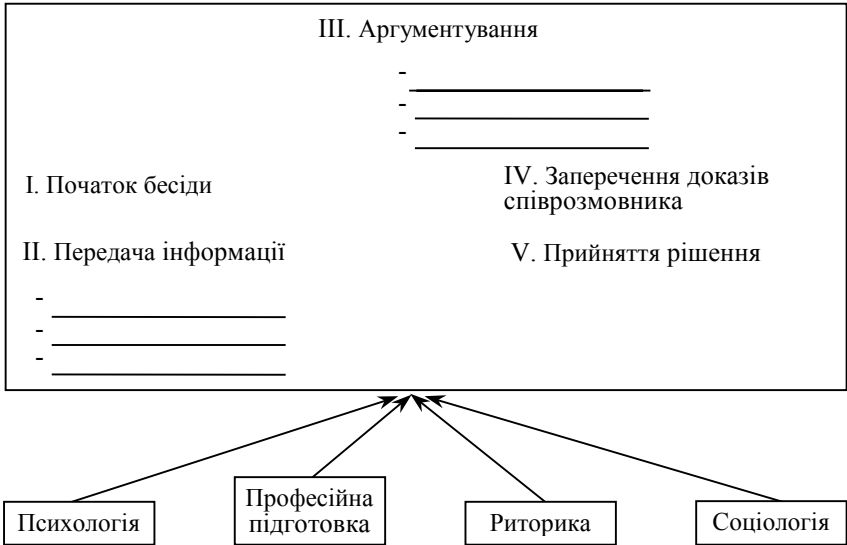 III. Аргументування
-
-
-
I. Початок бесіди
IV. Заперечення доказів
співрозмовника
II. Передача інформації
V. Прийняття рішення
-
-
-
Психологія
Професійна
підготовка
Риторика
Соціологія